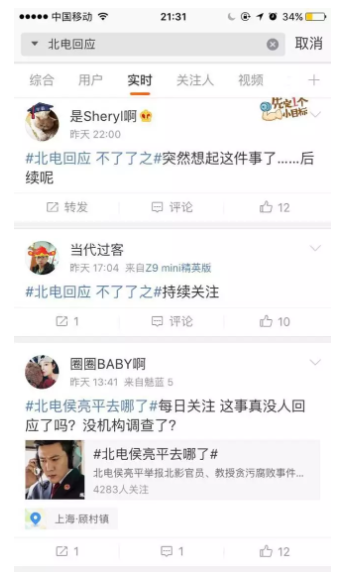 中国移动 21:31 34%
北电回应 取消
综合 用户 实时 关注人 视频
是Sheryl啊
先定1个
小目标
昨天 22:00
#北电回应 不了了之#突然想起这件事了……后
续呢
转发 评论 12
当代过客
昨天 17:04 来自Z9 mini精英版
#北电回应 不了了之#持续关注
1 评论 10
圈圈BABY啊
昨天 13:41 来自魅蓝 5
#北电侯亮平去哪了#每日关注 这事真没人回
应了吗？没机构调查了？
#北电侯亮平去哪了#
北电侯亮平举报北影官员、教授贪污腐败事件...
4283人关注
上海·顾村镇
1 1 12